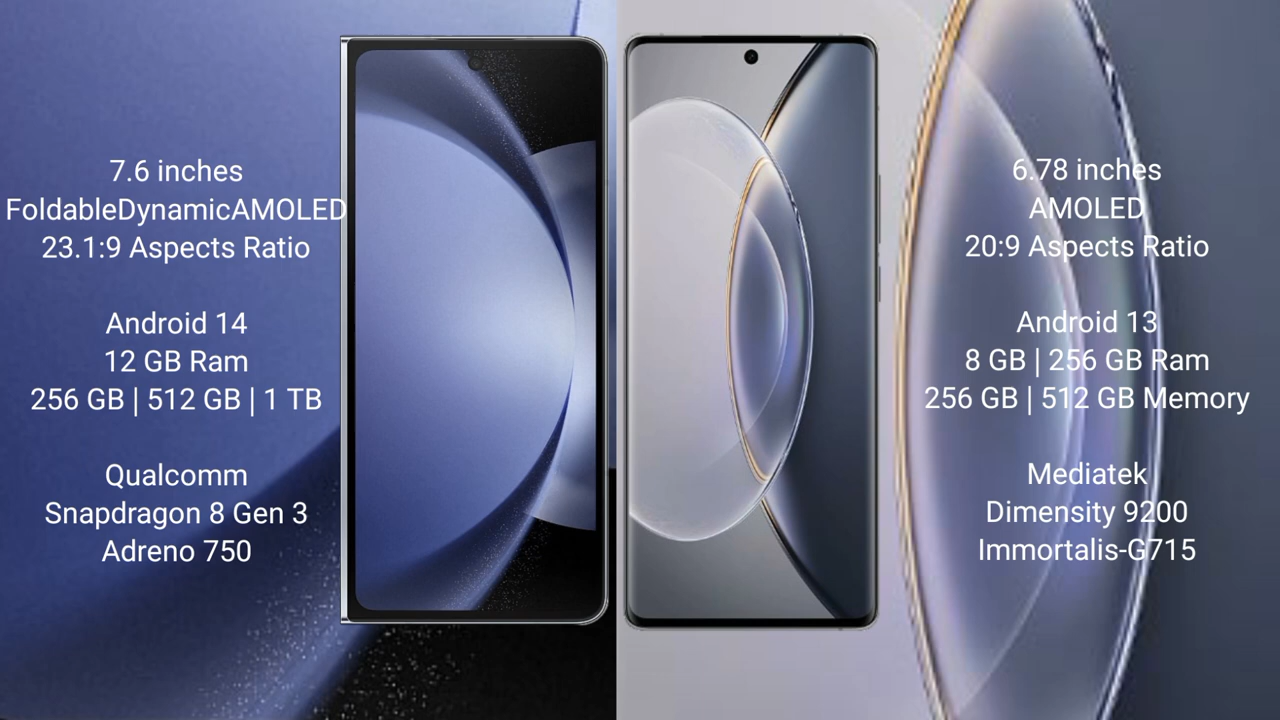 7.6 inches
FoldableDynamicAMOLED
23.1:9 Aspects Ratio
Android 14
12 GB Ram
256 GB | 512 GB | 1 TB
Qualcomm
Snapdragon 8 Gen 3
Adreno 750
6.78 inches
AMOLED
20:9 Aspects Ratio
Android 13
8 GB | 256 GB Ram
256 GB | 512 GB Memory
Mediatek
Dimensity 9200
Immortalis-G715